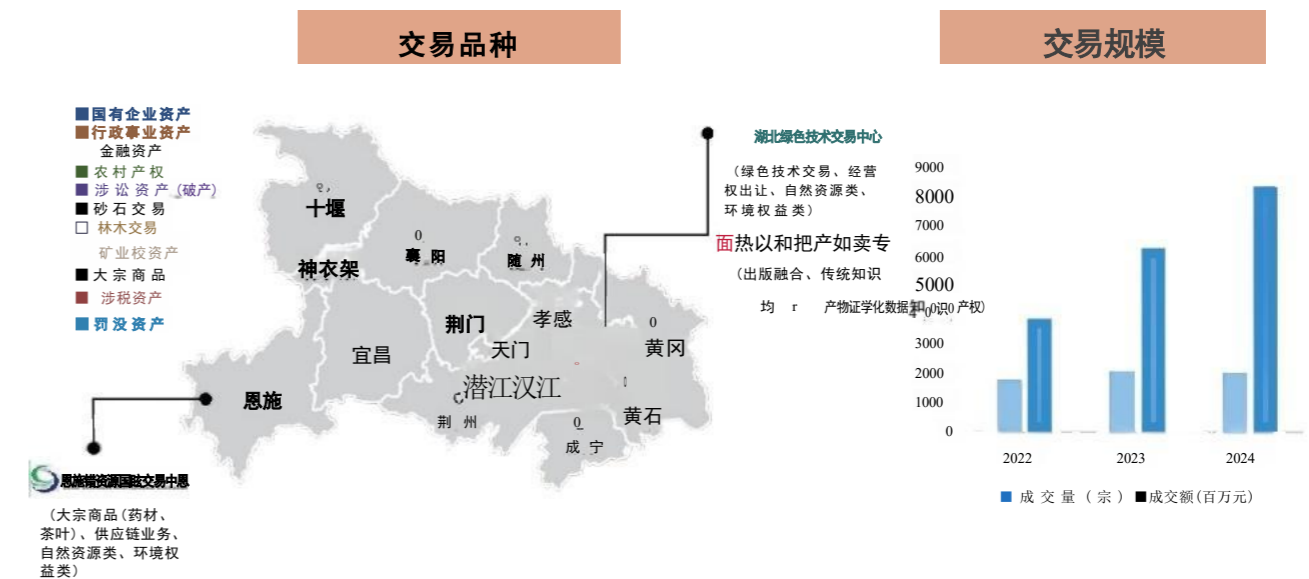 交易品种
交易规模
国有企业资产
行政事业资产
金融资产
农村产权
涉讼资产(破产)
砂石交易
林木交易
矿业校资产
大宗商品
涉税资产
罚没资产
十堰
神衣架
襄阳
随州
荆门
孝感
天门
宜昌
黄冈
潜江汉江
恩施
荆州
黄石
成宁
湖北绿色技术交易中心
(绿色技术交易、经营
权出让、自然资源类、
环境权益类)
面热以和把产如卖专
(出版融合、传统知识
均 r 产物证学化数据知0识0产权)
(大宗商品(药材、
茶叶)、供应链业务、
自然资源类、环境权
益类)
9000
8000
7000
6000
5000
3000
2000
1000
0
2022
2023
2024
成交量(宗) 成交额(百万元)